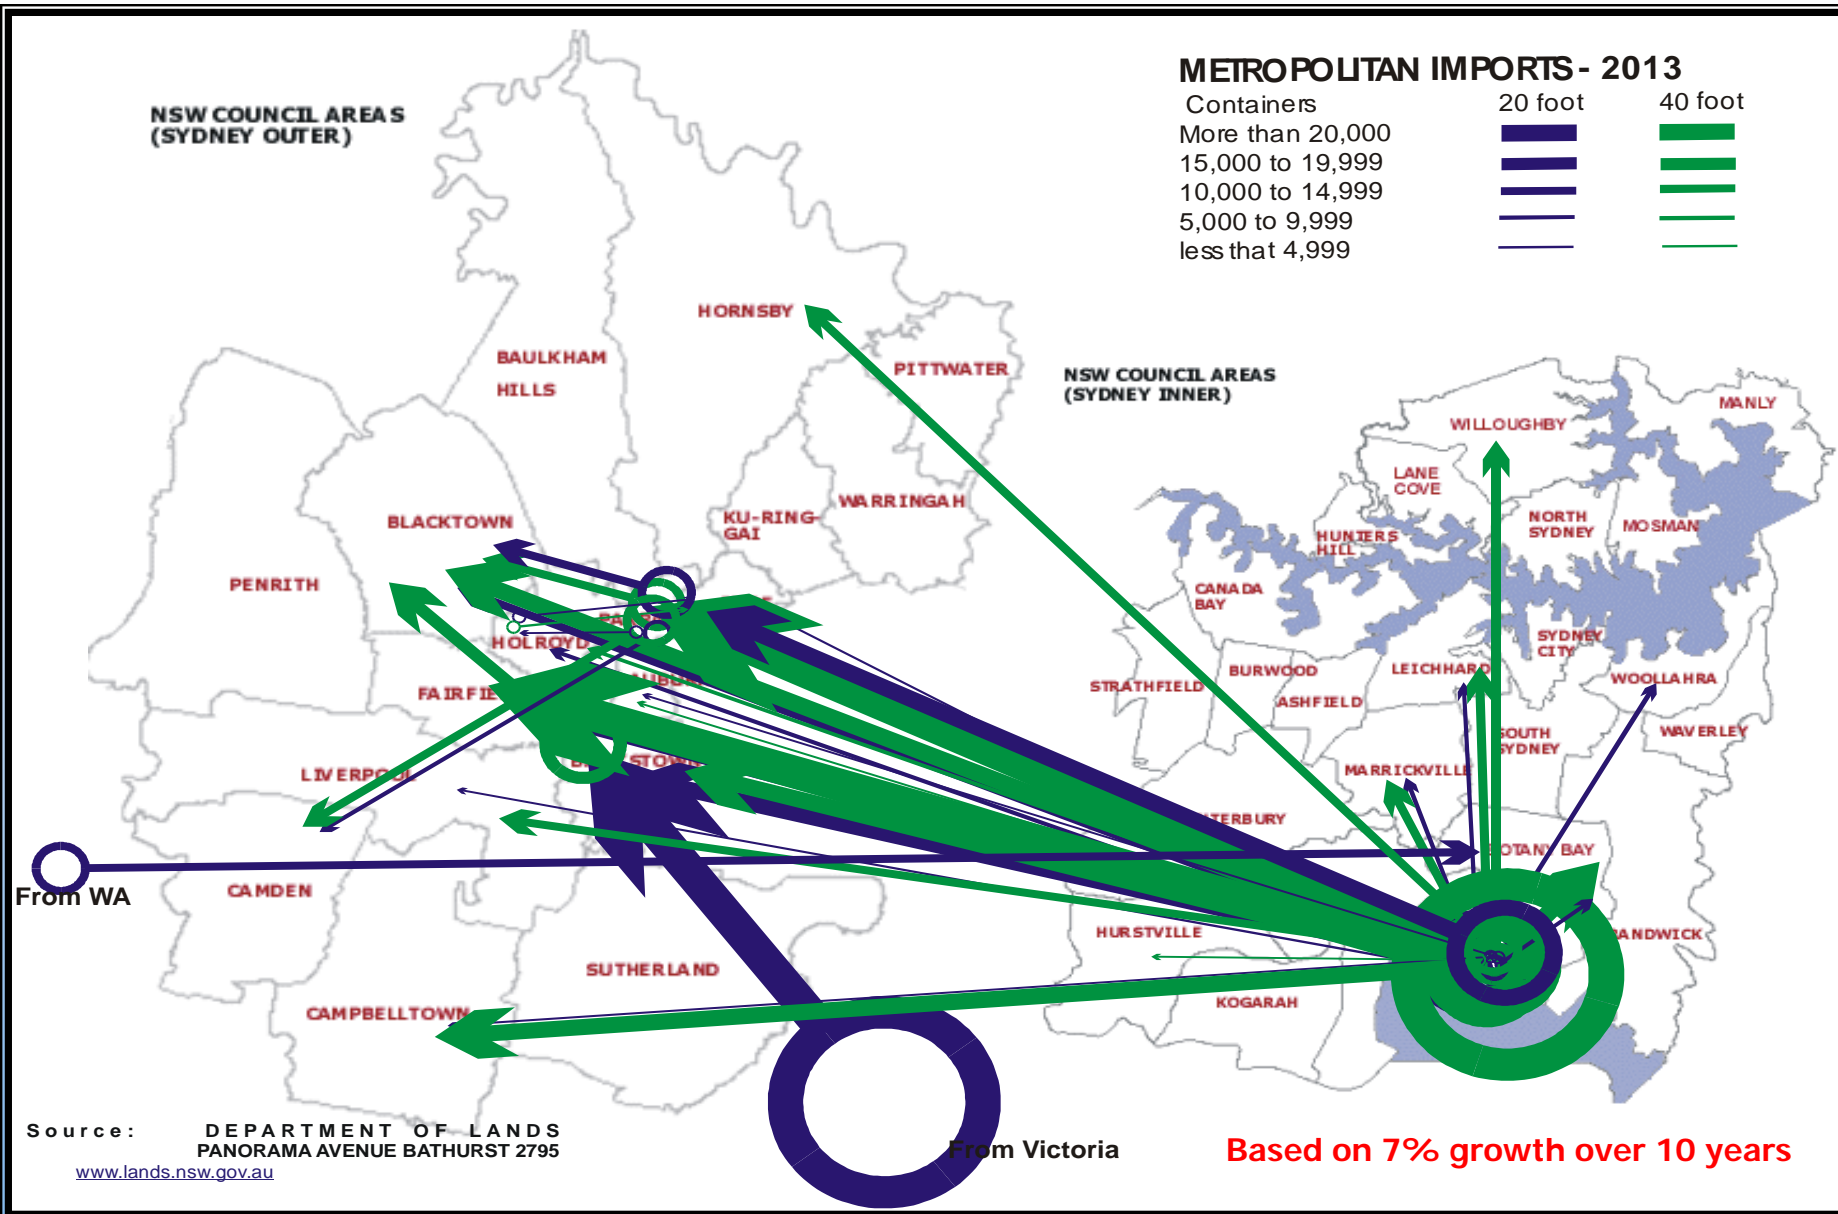 METROPOLITAN IMPORTS - 2013
Containers 20 foot 40 foot
More than 20,000
15,000 to 19,999
10,000 to 14,999
5,000 to 9,999
less that 4,999
NSW COUNCIL AREAS
(SYDNEY OUTER)
HORNSBY
BAULKHAM
HILLS
PITTWATER
WARRINGAH
KU-RING-
GAI
BLACKTOWN
PENRITH
HOLROYD
LIVERPOOL
CAMDEN
From WA
SUTHERLAND
CAMPBELLTOWN
NSW COUNCIL AREAS
(SYDNEY INNER)
MANLY
WILLOUGHBY
LANE
COVE
NORTH
SYDNEY
MOSMAN
HUNTERS
HILL
CANADA
BAY
SYDNEY
CITY
BURWOOD
LEICHHARD
WOOLLAHRA
STRATHFIELD
ASHFIELD
SOUTH
SYDNEY
WAVERLEY
MARRICKVILLE
TERBURY
OTANY BAY
HURSTVILLE
RANDWICK
KOGARAH
Source: DEPARTMENT OF LANDS
PANORAMA AVENUE BATHURST 2795
www.lands.nsw.gov.au
From Victoria
Based on 7% growth over 10 years